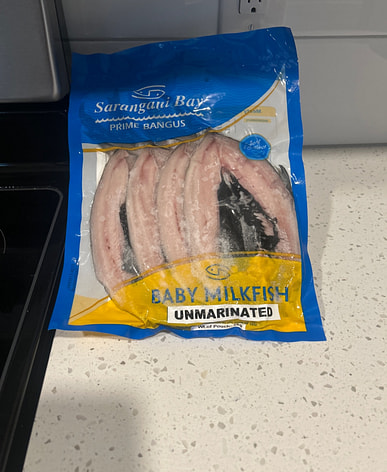 Sarangani Bay
PRIME BANGUS
BABY MILKFISH
UNMARINATED